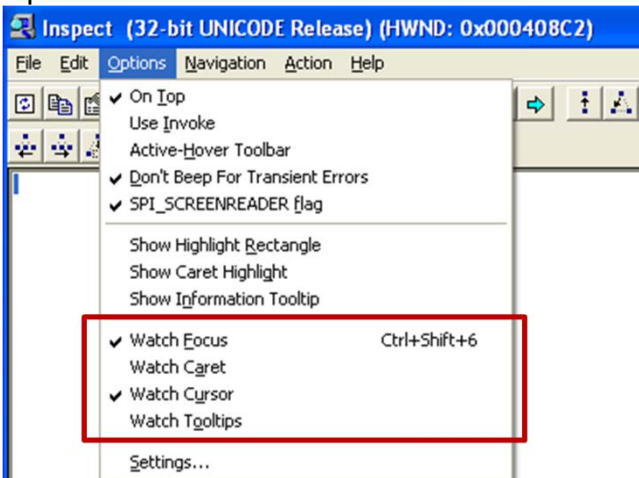 Inspect (32-bit UNICODE Release) (HWND: 0x000408C2)
File Edit Options Navigation Action Help
On Top
Use Invoke
Active-Hover Toolbar
Don't Beep For Transient Errors
SPI_SCREENREADER flag
Show Highlight Rectangle
Show Caret Highlight
Show Information Tooltip
Watch Focus Ctrl+Shift+6
Watch Caret
Watch Cursor
Watch Tooltips
Settings...